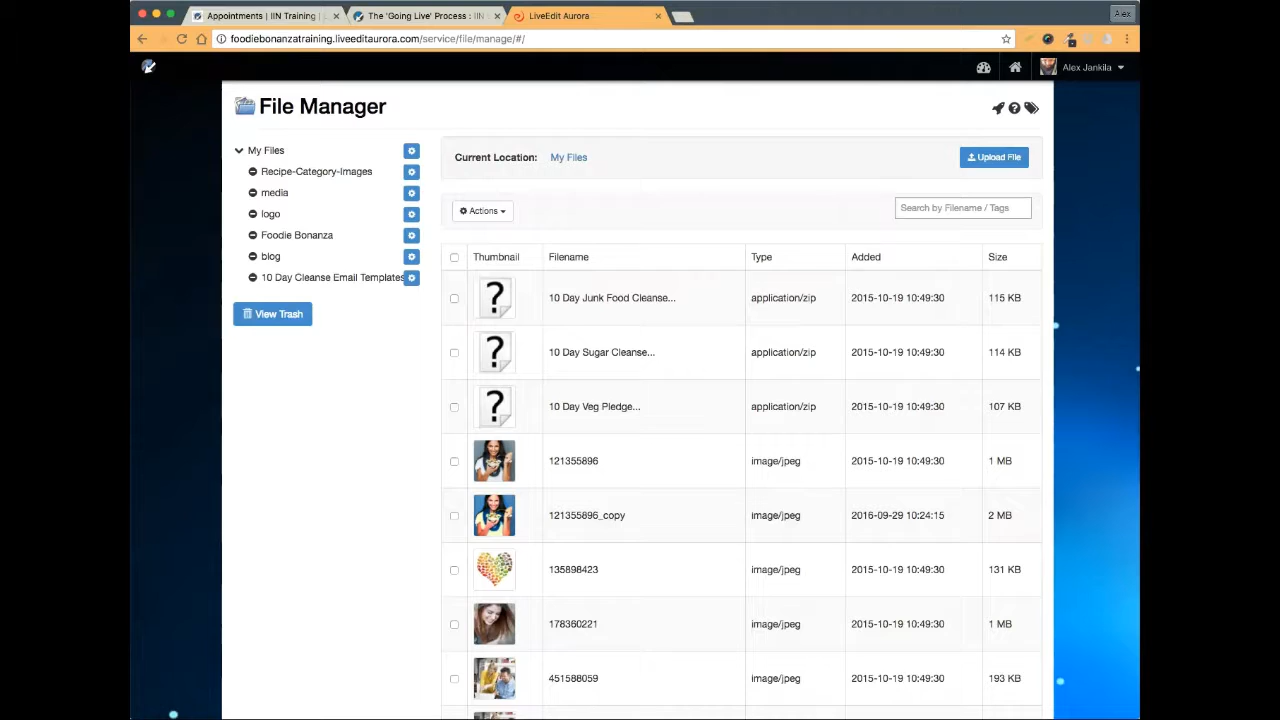 Appointments | IIN Training |
The 'Going Live' Process : IIN
LiveEdit Aurora
Alex
foodiebonanzatraining.liveeditaurora.com/service/file/manage/#/
Alex Jankila
File Manager
My Files
Recipe-Category-Images
media
logo
Foodie Bonanza
blog
10 Day Cleanse Email Templates
View Trash
Current Location: My Files
Upload File
Actions
Search by Filename / Tags
Thumbnail Filename Type Added Size
10 Day Junk Food Cleanse... application/zip 2015-10-19 10:49:30 115 KB
10 Day Sugar Cleanse... application/zip 2015-10-19 10:49:30 114 KB
10 Day Veg Pledge... application/zip 2015-10-19 10:49:30 107 KB
121355896 image/jpeg 2015-10-19 10:49:30 1 MB
121355896_copy image/jpeg 2016-09-29 10:24:15 2 MB
135898423 image/jpeg 2015-10-19 10:49:30 131 KB
178360221 image/jpeg 2015-10-19 10:49:30 1 MB
451588059 image/jpeg 2015-10-19 10:49:30 193 KB